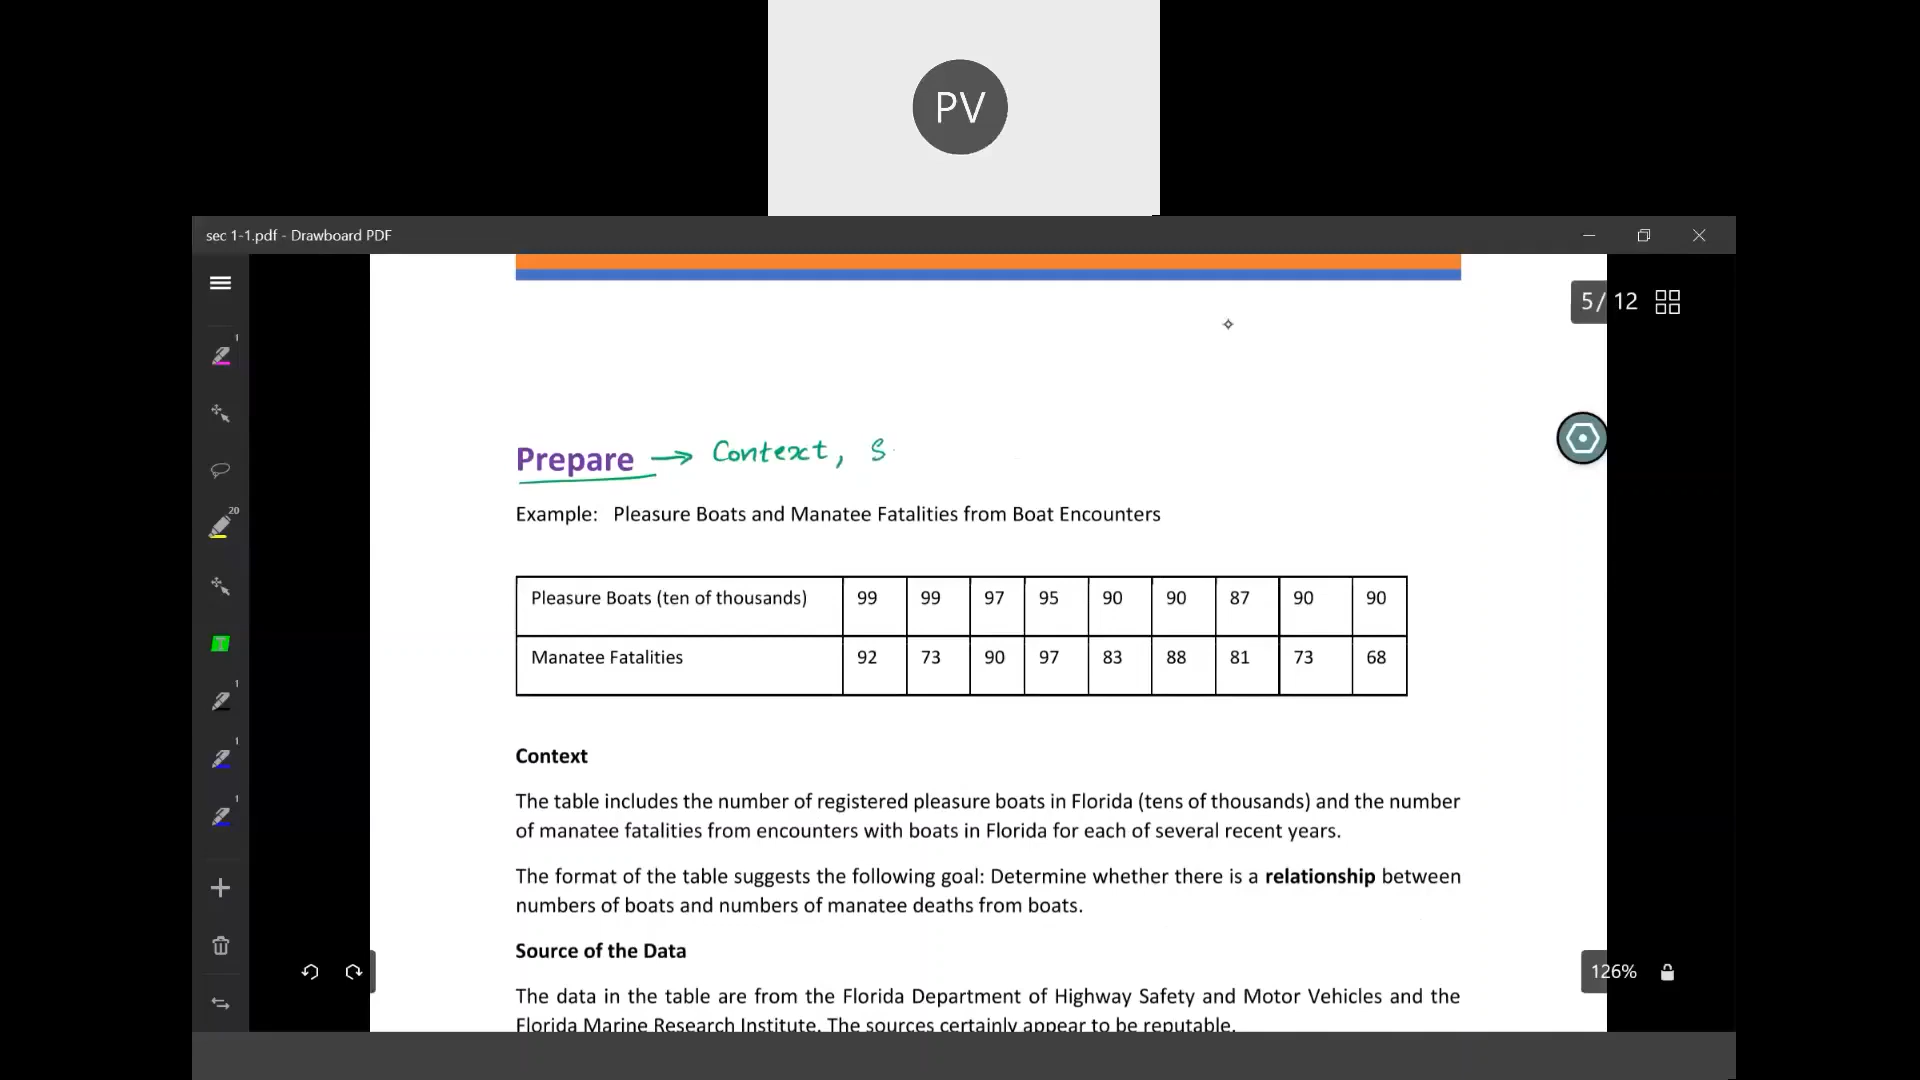 PV
sec 1-1.pdf - Drawboard PDF
5/ 12
1
20
1
1
1
Prepare → Context, S
Example: Pleasure Boats and Manatee Fatalities from Boat Encounters
Pleasure Boats (ten of thousands) 99 99 97 95 90 90 87 90 90
Manatee Fatalities 92 73 90 97 83 88 81 73 68
Context
The table includes the number of registered pleasure boats in Florida (tens of thousands) and the number
of manatee fatalities from encounters with boats in Florida for each of several recent years.
The format of the table suggests the following goal: Determine whether there is a relationship between
numbers of boats and numbers of manatee deaths from boats.
Source of the Data
The data in the table are from the Florida Department of Highway Safety and Motor Vehicles and the
Florida Marine Research Institute. The sources certainly appear to be reputable.
126%